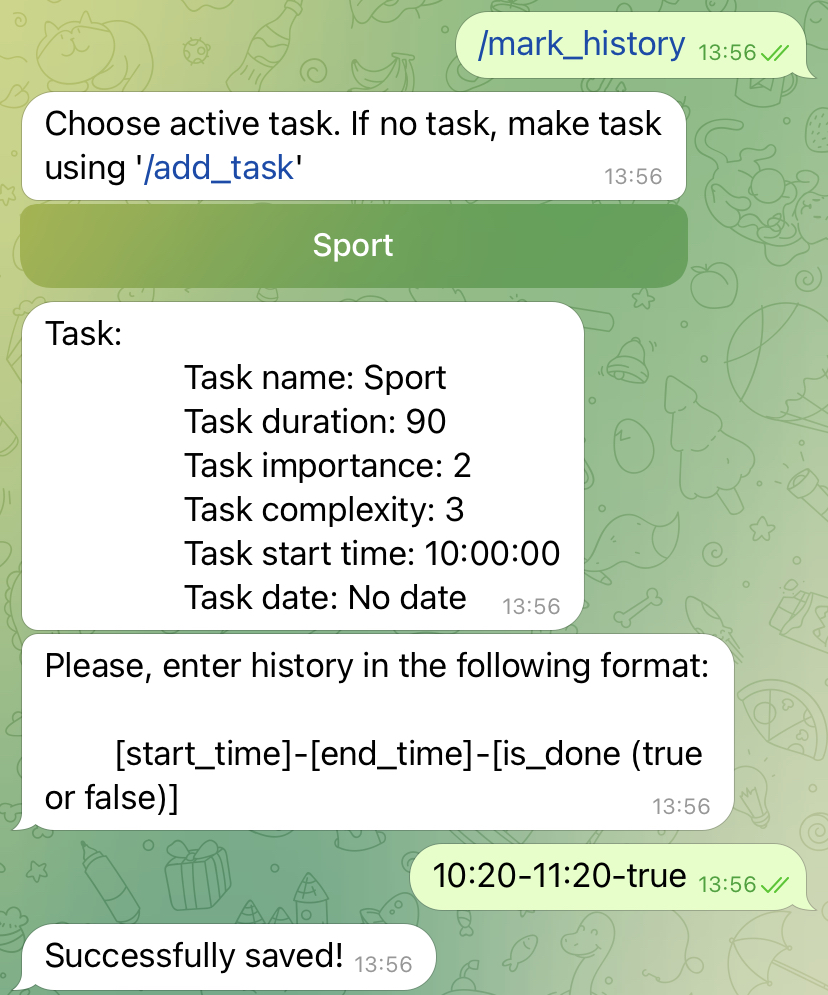 /mark_history 13:56
Choose active task. If no task, make task
using '/add_task' 13:56
Sport
Task:
Task name: Sport
Task duration: 90
Task importance: 2
Task complexity: 3
Task start time: 10:00:00
Task date: No date 13:56
Please, enter history in the following format:
[start_time]-[end_time]-[is_done (true
or false)] 13:56
10:20-11:20-true 13:56
Successfully saved! 13:56